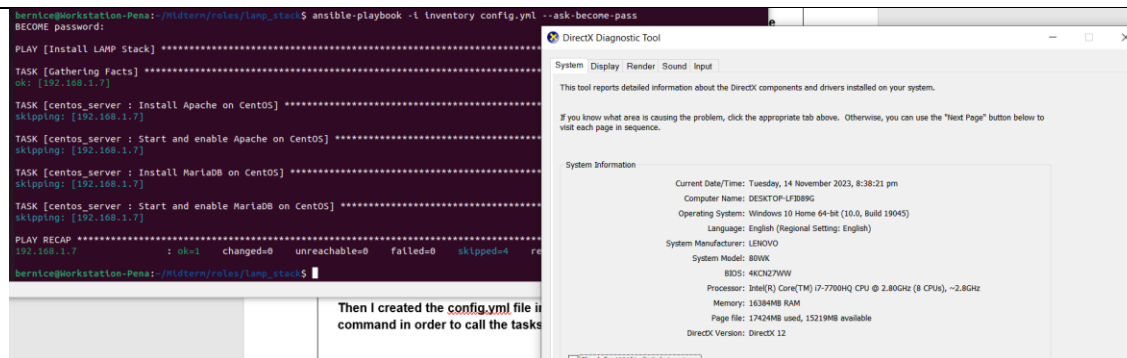 bernice@Workstation-Pena:~/Midterm/roles/lamp_stack$ ansible-playbook -i inventory config.yml --ask-become-pass
BECOME password:
PLAY [Install LAMP Stack] ****************************************************
TASK [Gathering Facts] ****************************************************
ok: [192.168.1.7]
TASK [centos_server : Install Apache on CentOS] ****************************************************
skipping: [192.168.1.7]
TASK [centos_server : Start and enable Apache on CentOS] ****************************************************
skipping: [192.168.1.7]
TASK [centos_server : Install MariaDB on CentOS] ****************************************************
skipping: [192.168.1.7]
TASK [centos_server : Start and enable MariaDB on CentOS] ****************************************************
skipping: [192.168.1.7]
PLAY RECAP ****************************************************
192.168.1.7 : ok=1 changed=0 unreachable=0 failed=0 skipped=4 re
bernice@Workstation-Pena:~/Midterm/roles/lamp_stack$
Then I created the config.yml file in
command in order to call the tasks
e
DirectX Diagnostic Tool
System Display Render Sound Input
This tool reports detailed information about the DirectX components and drivers installed on your system.
If you know what area is causing the problem, click the appropriate tab above. Otherwise, you can use the "Next Page" button below to
visit each page in sequence.
System Information
Current Date/Time: Tuesday, 14 November 2023, 8:38:21 pm
Computer Name: DESKTOP-LFI089G
Operating System: Windows 10 Home 64-bit (10.0, Build 19045)
Language: English (Regional Setting: English)
System Manufacturer: LENOVO
System Model: 80WK
BIOS: 4KCN27WW
Processor: Intel(R) Core(TM) i7-7700HQ CPU @ 2.80GHz (8 CPUs), ~2.8GHz
Memory: 16384MB RAM
Page file: 17424MB used, 15219MB available
DirectX Version: DirectX 12